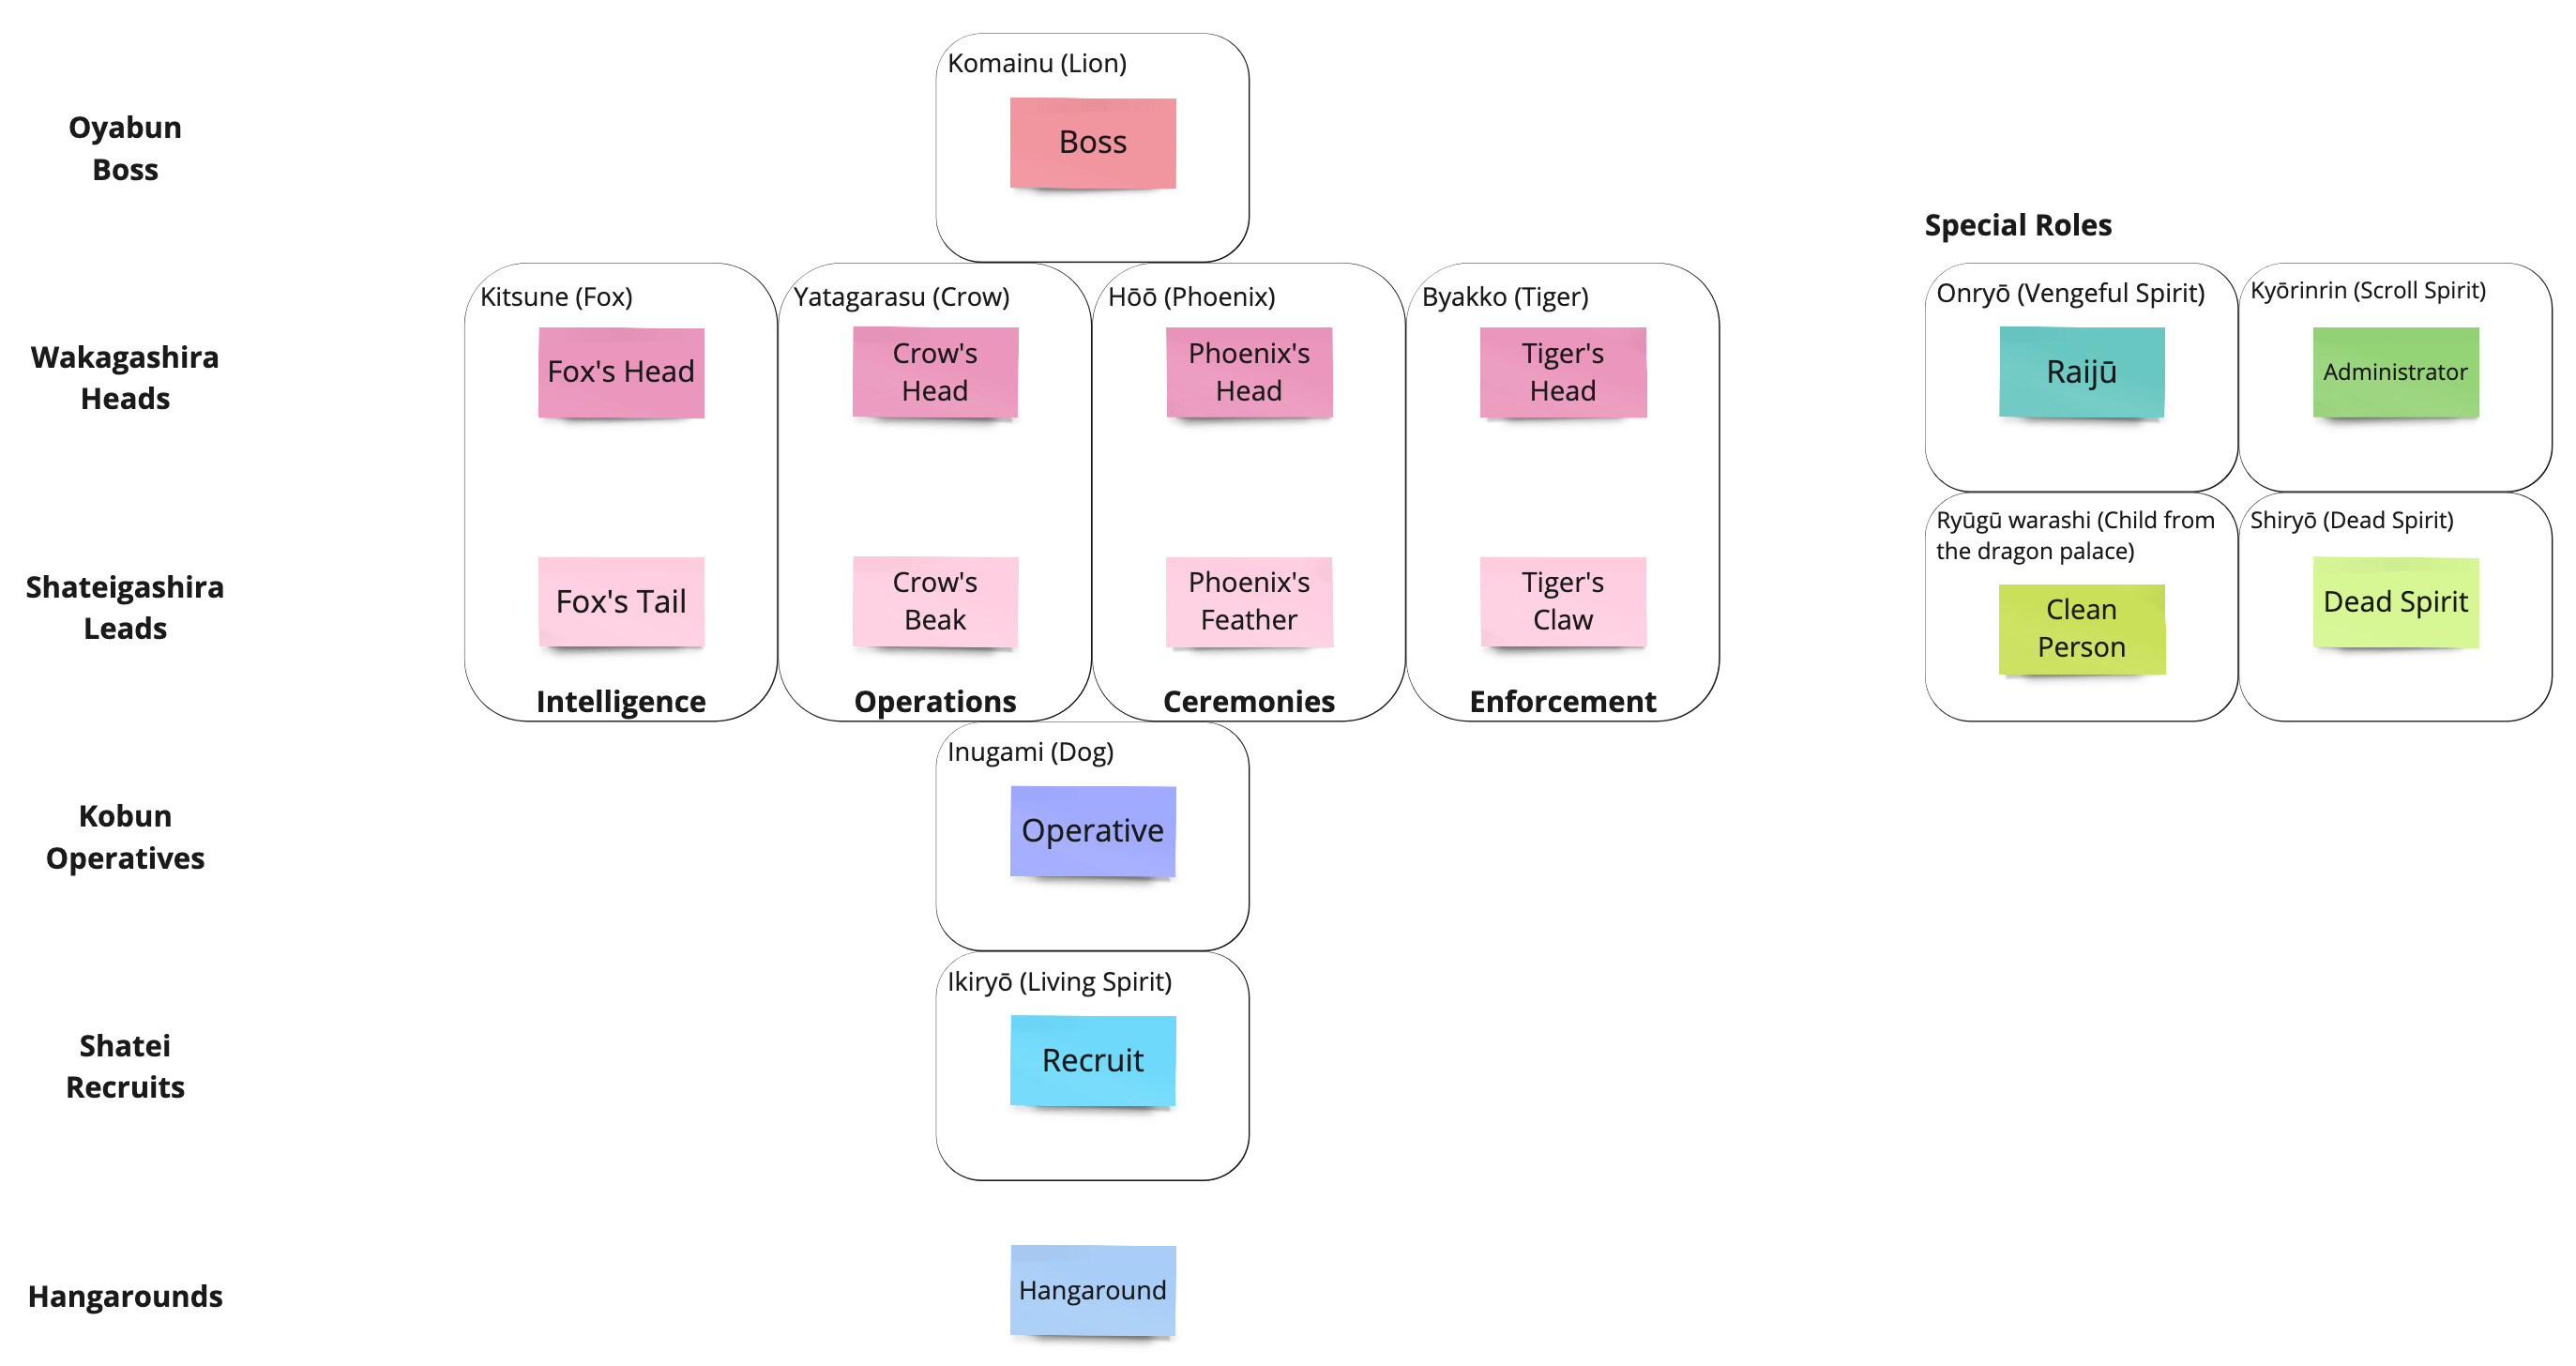 Komainu (Lion)
Oyabun
Boss
Boss
Special Roles
Kitsune (Fox)
Yatagarasu (Crow)
Hōō (Phoenix)
Byakko (Tiger)
Onryō (Vengeful Spirit)
Kyōrinrin (Scroll Spirit)
Wakagashira
Heads
Fox's Head
Crow's
Head
Phoenix's
Head
Tiger's
Head
Raijū
Administrator
Ryūgū warashi (Child from
the dragon palace)
Shiryō (Dead Spirit)
Shateigashira
Leads
Fox's Tail
Crow's
Beak
Phoenix's
Feather
Tiger's
Claw
Clean
Person
Dead Spirit
Intelligence
Operations
Ceremonies
Enforcement
Inugami (Dog)
Kobun
Operatives
Operative
Ikiryō (Living Spirit)
Shatei
Recruits
Recruit
Hangarounds
Hangaround